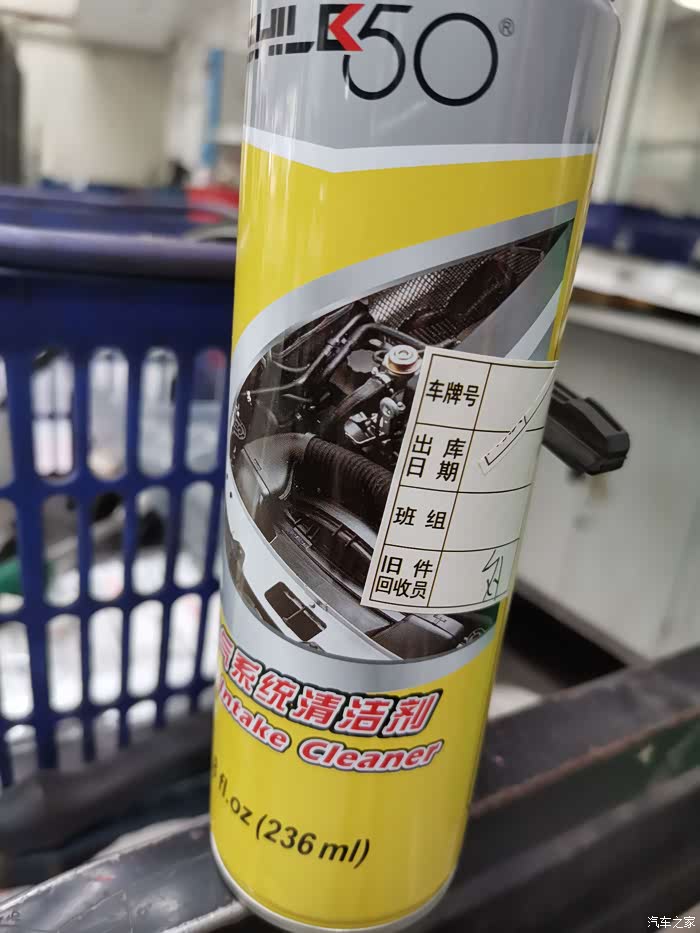 50®
车牌号
出库
日期
班组
旧件
回收员
系统清洁剂
Intake Cleaner
fl.oz (236 ml)
汽车之家